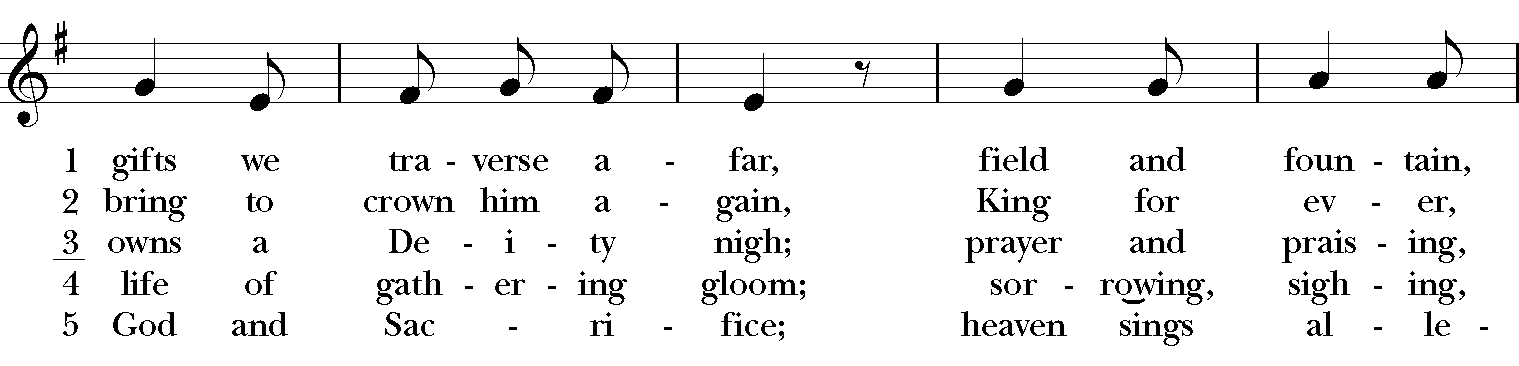 1 gifts we tra - verse a - far, field and foun - tain,
2 bring to crown him a - gain, King for ev - er,
3 owns a De - i - ty nigh; prayer and prais - ing,
4 life of gath - er - ing gloom; sor - rowing, sigh - ing,
5 God and Sac - ri - fice; heaven sings al - le -